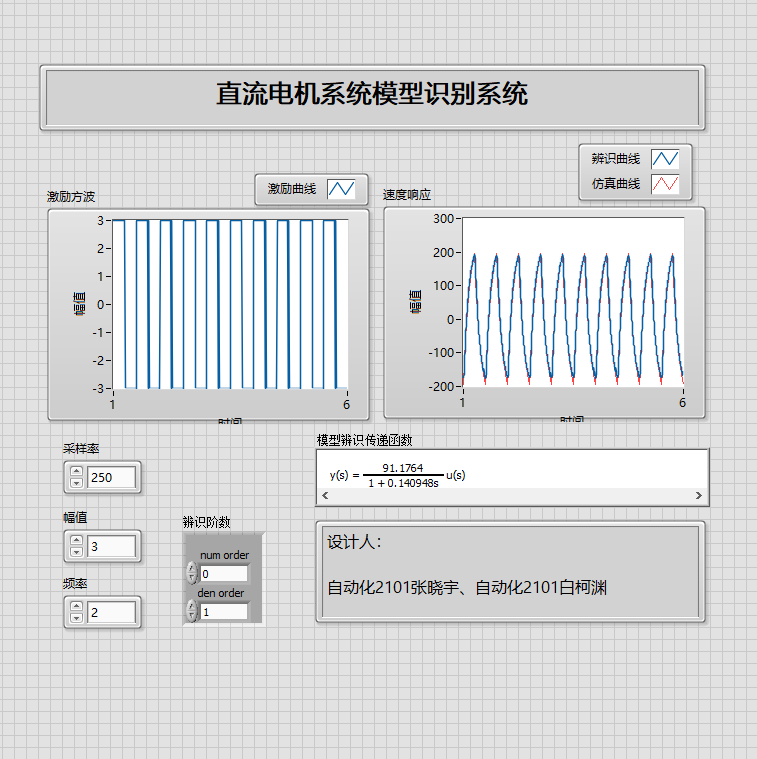 直流电机系统模型识别系统
激励方波
激励曲线
幅值
3
2
1
0
-1
-2
-3
1
6
时间
速度响应
辨识曲线
仿真曲线
幅值
300
200
100
0
-100
-200
1
6
时间
采样率
250
幅值
3
频率
2
辨识阶数
num order
0
den order
1
模型辨识传递函数
91.1764
y(s) = u(s)
1 + 0.140948s
设计人：
自动化2101张晓宇、自动化2101白柯渊